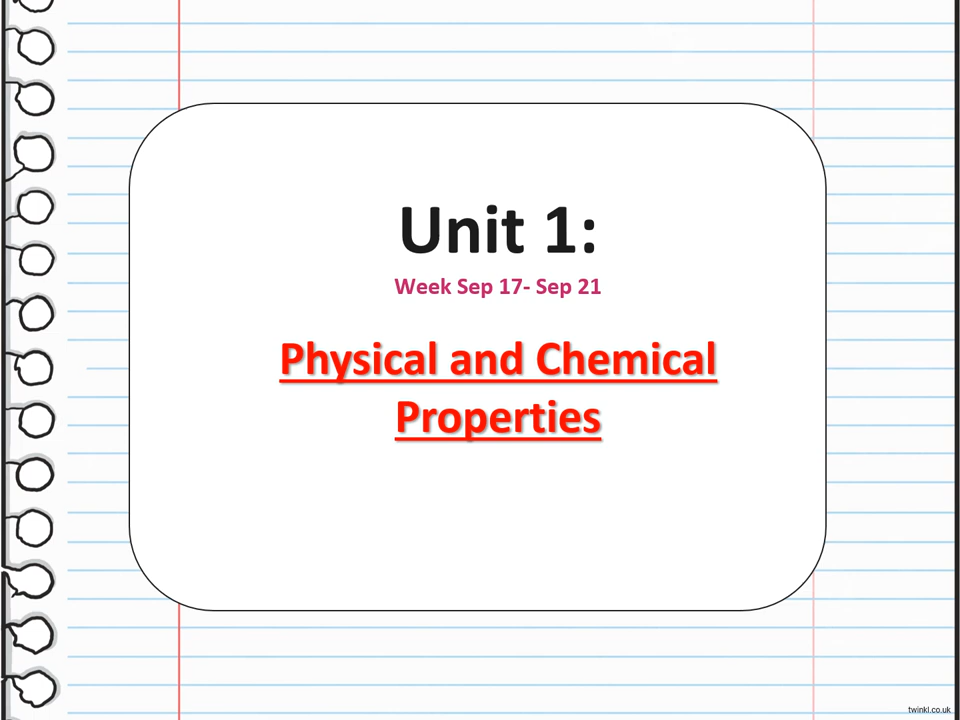 Unit 1:
Week Sep 17- Sep 21
Physical and Chemical
Properties
twinkl.co.uk